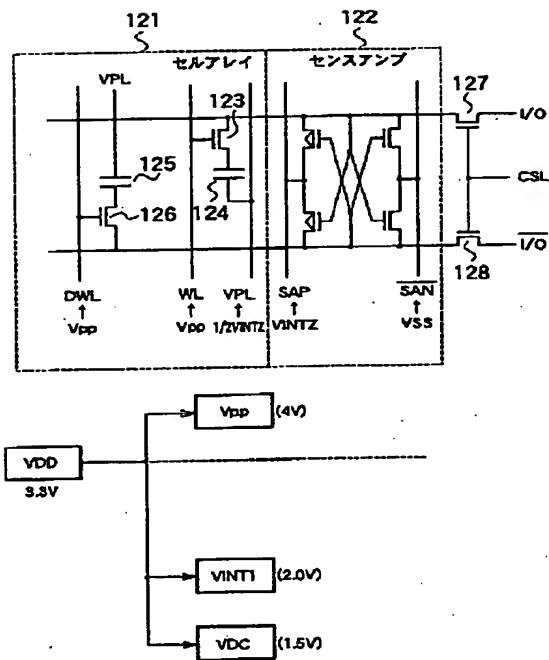 121
122
VPL
セルアレイ
センスアンプ
123
127
I/O
125
CSL
126
124
I/O
128
DWL
WL
VPL
SAP
SAN
↑
↑
↑
↑
↑
Vpp
Vpp
1/2VINTZ
VINTZ
VSS
Vpp
(4V)
VDD
3.3V
VINT1
(2.0V)
VDC
(1.5V)